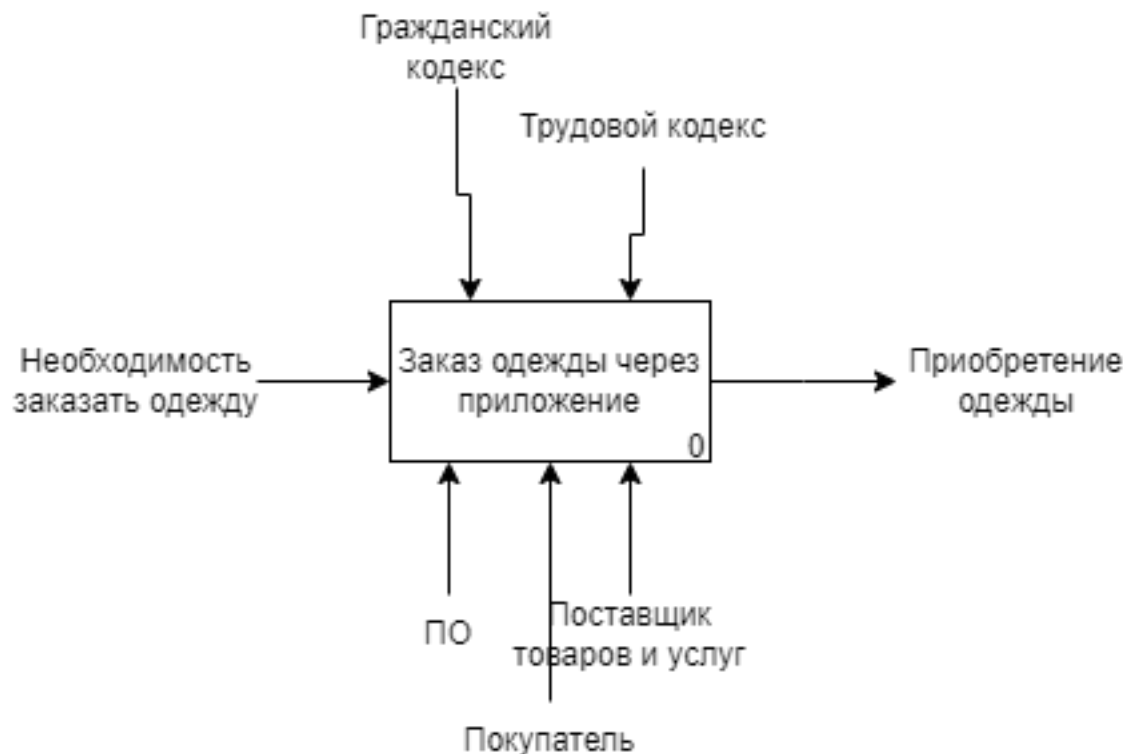 Гражданский
кодекс
Трудовой кодекс
Необходимость
заказать одежду
Заказ одежды через
приложение
0
Приобретение
одежды
ПО
Поставщик
товаров и услуг
Покупатель